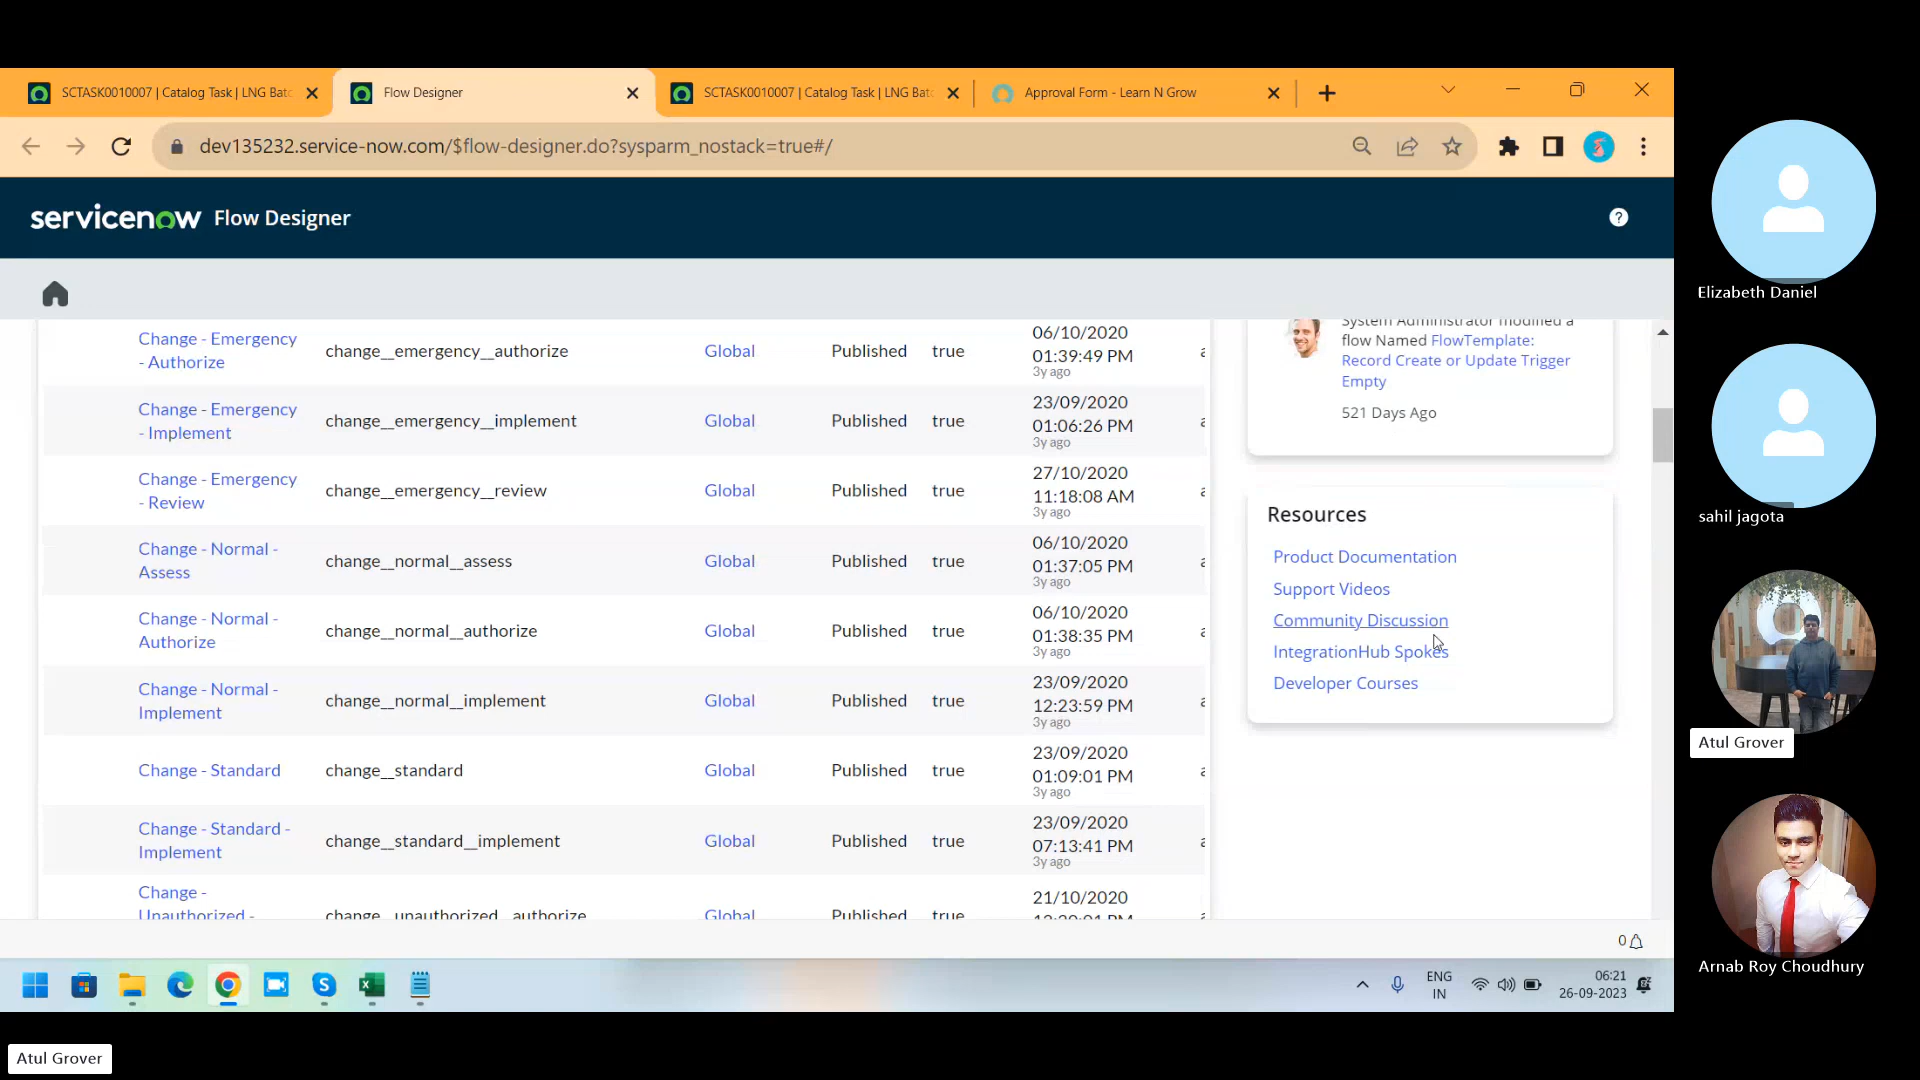 SCTASK0010007 | Catalog Task | LNG Batc
Flow Designer
SCTASK0010007 | Catalog Task | LNG Batc
Approval Form - Learn N Grow
dev135232.service-now.com/$flow-designer.do?sysparm_nostack=true#/
servicenow Flow Designer
Change - Emergency
- Authorize
change__emergency__authorize
Global
Published
true
06/10/2020
01:39:49 PM
3y ago
Change - Emergency
- Implement
change__emergency__implement
Global
Published
true
23/09/2020
01:06:26 PM
3y ago
Change - Emergency
- Review
change__emergency__review
Global
Published
true
27/10/2020
11:18:08 AM
3y ago
Change - Normal -
Assess
change__normal__assess
Global
Published
true
06/10/2020
01:37:05 PM
3y ago
Change - Normal -
Authorize
change__normal__authorize
Global
Published
true
06/10/2020
01:38:35 PM
3y ago
Change - Normal -
Implement
change__normal__implement
Global
Published
true
23/09/2020
12:23:59 PM
3y ago
Change - Standard
change__standard
Global
Published
true
23/09/2020
01:09:01 PM
3y ago
Change - Standard -
Implement
change__standard__implement
Global
Published
true
23/09/2020
07:13:41 PM
3y ago
Change -
Unauthorized -
change__unauthorized__authorize
Global
Published
true
21/10/2020
System Administrator modified a
flow Named FlowTemplate:
Record Create or Update Trigger
Empty
521 Days Ago
Resources
Product Documentation
Support Videos
Community Discussion
IntegrationHub Spokes
Developer Courses
0
ENG
IN
06:21
26-09-2023
Elizabeth Daniel
sahil jagota
Atul Grover
Arnab Roy Choudhury
Atul Grover